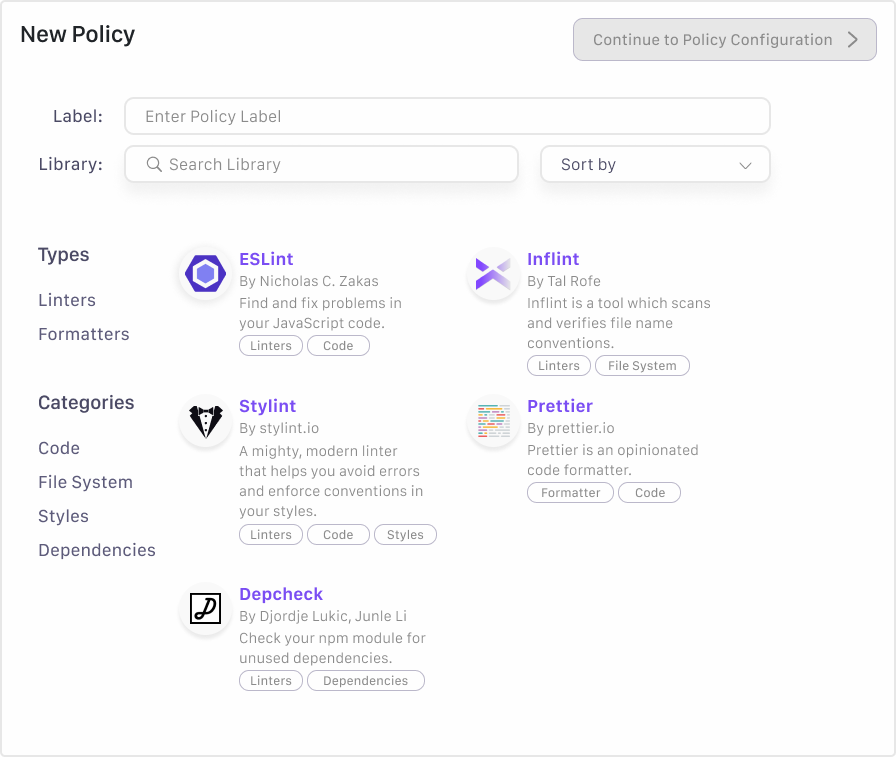 New Policy
Continue to Policy Configuration
Label:
Enter Policy Label
Library:
Search Library
Sort by
Types
Linters
Formatters
Categories
Code
File System
Styles
Dependencies
ESLint
By Nicholas C. Zakas
Find and fix problems in
your JavaScript code.
Linters
Code
Inflint
By Tal Rofe
Inflint is a tool which scans
and verifies file name
conventions.
Linters
File System
Stylint
By stylint.io
A mighty, modern linter
that helps you avoid errors
and enforce conventions in
your styles.
Linters
Code
Styles
Prettier
By prettier.io
Prettier is an opinionated
code formatter.
Formatter
Code
Depcheck
By Djordje Lukic, Junle Li
Check your npm module for
unused dependencies.
Linters
Dependencies